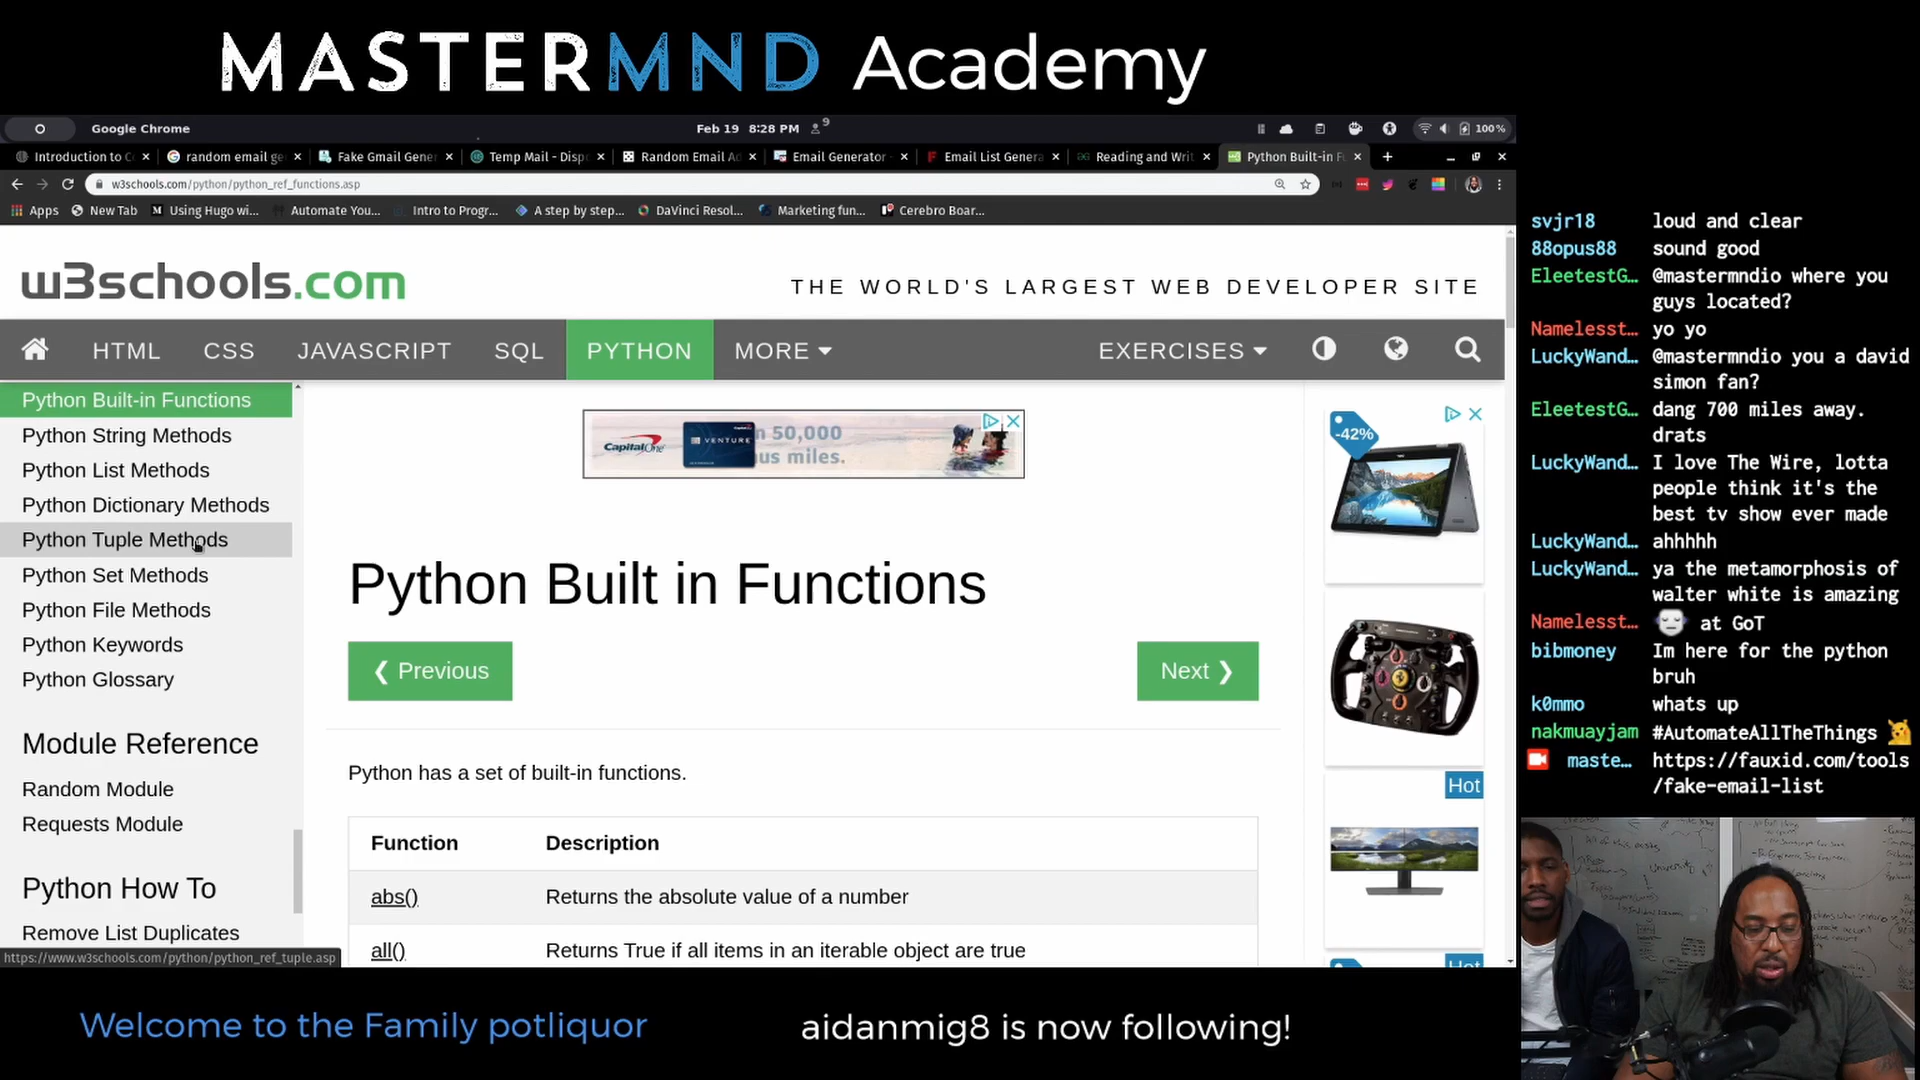 MASTERMND Academy
Google Chrome
Feb 19 8:28 PM
9
100%
Introduction to C
random email ge
Fake Gmail Gene
Temp Mail - Disp
Random Email Ad
Email Generator
Email List Genera
Reading and Writ
Python Built-in F
w3schools.com/python/python_ref_functions.asp
Apps
New Tab
Using Hugo wi...
Automate You...
Intro to Progr...
A step by step...
DaVinci Resol...
Marketing fun...
Cerebro Boar...
w3schools.com
THE WORLD'S LARGEST WEB DEVELOPER SITE
HTML
CSS
JAVASCRIPT
SQL
PYTHON
MORE
EXERCISES
Python Built-in Functions
Python String Methods
Python List Methods
Python Dictionary Methods
Python Tuple Methods
Python Set Methods
Python File Methods
Python Keywords
Python Glossary
Module Reference
Random Module
Requests Module
Python How To
Remove List Duplicates
https://www.w3schools.com/python/python_ref_tuple.asp
Capital One
VENTURE
50,000
miles.
Python Built in Functions
❮ Previous
Next ❯
Python has a set of built-in functions.
Function Description
abs() Returns the absolute value of a number
all() Returns True if all items in an iterable object are true
-42%
Hot
Hot
svjr18 loud and clear
88opus88 sound good
EleetestG… @mastermndio where you
guys located?
Namelesst… yo yo
LuckyWand… @mastermndio you a david
simon fan?
EleetestG… dang 700 miles away.
drats
LuckyWand… I love The Wire, lotta
people think it's the
best tv show ever made
LuckyWand… ahhhhh
LuckyWand… ya the metamorphosis of
walter white is amazing
Namelesst… at GoT
bibmoney Im here for the python
bruh
k0mmo whats up
nakmuayjam #AutomateAllTheThings
maste… https://fauxid.com/tools
/fake-email-list
Welcome to the Family potliquor
aidanmig8 is now following!